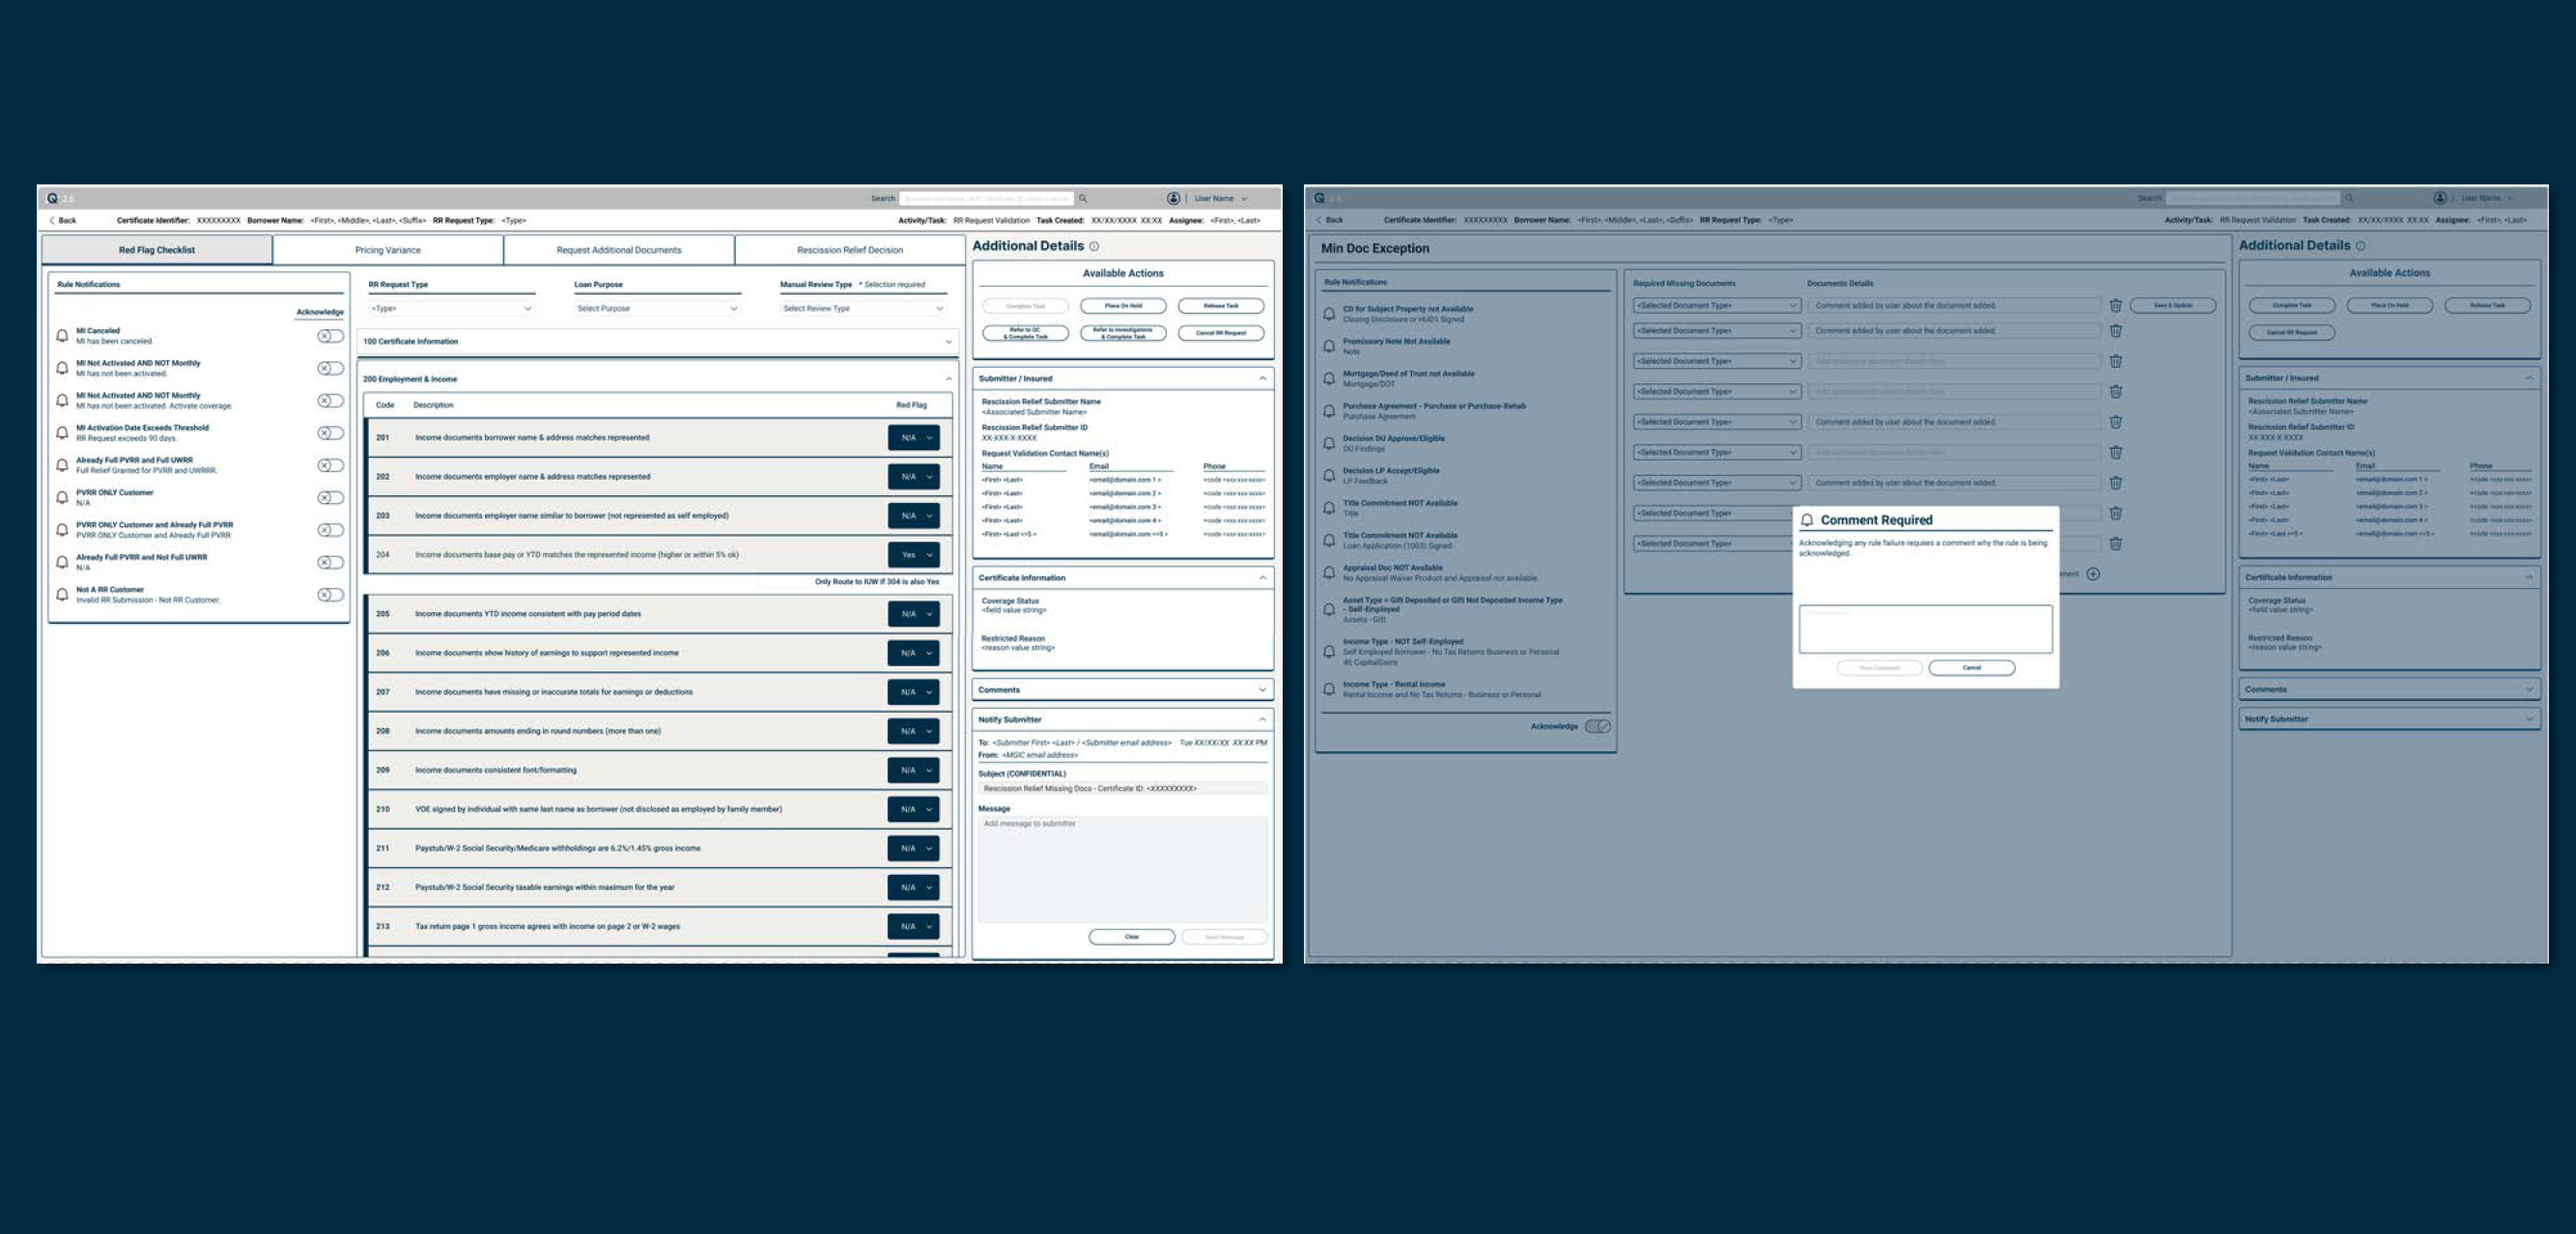 Q 2.0
Search
User Name
Back
Certificate Identifier: XXXXXXXXX Borrower Name: <First>, <Middle>, <Last>, <Suffix> RR Request Type: <Type>
Activity/Task: RR Request Validation Task Created: XX/XX/XXXX XX:XX Assignee: <First>, <Last>
Red Flag Checklist
Pricing Variance
Request Additional Documents
Rescission Relief Decision
Rule Notifications
Acknowledge
MI Canceled
MI has been canceled.
MI Not Activated AND NOT Monthly
MI has not been activated.
MI Not Activated AND NOT Monthly
MI has not been activated. Activate coverage.
MI Activation Date Exceeds Threshold
RR Request exceeds 90 days.
Already Full PVRR and Full UWRR
Full Relief Granted for PVRR and UWRRR.
PVRR ONLY Customer
N/A
PVRR ONLY Customer and Already Full PVRR
PVRR ONLY Customer and Already Full PVRR
Already Full PVRR and Not Full UWRR
N/A
Not A RR Customer
Invalid RR Submission - Not RR Customer.
RR Request Type
<Type>
Loan Purpose
Select Purpose
Manual Review Type * Selection required
Select Review Type
100 Certificate Information
200 Employment & Income
Code Description Red Flag
201 Income documents borrower name & address matches represented N/A
202 Income documents employer name & address matches represented N/A
203 Income documents employer name similar to borrower (not represented as self employed) N/A
204 Income documents base pay or YTD matches the represented income (higher or within 5% ok) Yes
Only Route to IUW if 304 is also Yes
205 Income documents YTD income consistent with pay period dates N/A
206 Income documents show history of earnings to support represented income N/A
207 Income documents have missing or inaccurate totals for earnings or deductions N/A
208 Income documents amounts ending in round numbers (more than one) N/A
209 Income documents consistent font/formatting N/A
210 VOE signed by individual with same last name as borrower (not disclosed as employed by family member) N/A
211 Paystub/W-2 Social Security/Medicare withholdings are 6.2%/1.45% gross income N/A
212 Paystub/W-2 Social Security taxable earnings within maximum for the year N/A
213 Tax return page 1 gross income agrees with income on page 2 or W-2 wages N/A
Additional Details
Available Actions
Complete Task
Place On Hold
Release Task
Refer to QC
& Complete Task
Refer to Investigations
& Complete Task
Cancel RR Request
Submitter / Insured
Rescission Relief Submitter Name
<Associated Submitter Name>
Rescission Relief Submitter ID
XX-XXX-X-XXXX
Request Validation Contact Name(s)
Name Email Phone
<First> <Last> <email@domain.com 1 > <code <xxx-xxx-xxxx>
<First> <Last> <email@domain.com 2 > <code <xxx-xxx-xxxx>
<First> <Last> <email@domain.com 3 > <code <xxx-xxx-xxxx>
<First> <Last> <email@domain.com 4 > <code <xxx-xxx-xxxx>
<First> <Last <=5 > <email@domain.com <=5 > <code <xxx-xxx-xxxx>
Certificate Information
Coverage Status
<field value string>
Restricted Reason
<reason value string>
Comments
Notify Submitter
To: <Submitter First> <Last> / <Submitter email address> Tue XX/XX/XX XX:XX PM
From: <MGIC email address>
Subject (CONFIDENTIAL)
Rescission Relief Missing Docs - Certificate ID: <XXXXXXXXX>
Message
Add message to submitter
Clear
Send Message
Q 2.0
Search
User Name
Back
Certificate Identifier: XXXXXXXXX Borrower Name: <First>, <Middle>, <Last>, <Suffix> RR Request Type: <Type>
Activity/Task: RR Request Validation Task Created: XX/XX/XXXX XX:XX Assignee: <First>, <Last>
Min Doc Exception
Rule Notifications
CD for Subject Property not Available
Closing Disclosure or HUD1 Signed
Promissory Note Not Available
Note
Mortgage/Deed of Trust not Available
Mortgage/DOT
Purchase Agreement - Purchase or Purchase-Rehab
Purchase Agreement
Decision DU Approve/Eligible
DU Findings
Decision LP Accept/Eligible
LP Feedback
Title Commitment NOT Available
Title
Title Commitment NOT Available
Loan Application (1003) Signed
Appraisal Doc NOT Available
No Appraisal Waiver Product and Appraisal not available
Asset Type = Gift Deposited or Gift Not Deposited Income Type
- Self-Employed
Assets - Gift
Income Type - NOT Self-Employed
Self Employed Borrower - No Tax Returns Business or Personal
46 CapitalGains
Income Type - Rental Income
Rental Income and No Tax Returns - Business or Personal
Acknowledge
Required Missing Documents Documents Details
<Selected Document Type> Comment added by user about the document added.
Save & Update
<Selected Document Type> Comment added by user about the document added.
<Selected Document Type>
<Selected Document Type>
<Selected Document Type> Comment added by user about the document added.
<Selected Document Type>
<Selected Document Type> Comment added by user about the document added.
<Selected Document Type>
<Selected Document Type>
Comment Required
Acknowledging any rule failure requires a comment why the rule is being
acknowledged.
Cancel
Additional Details
Available Actions
Complete Task
Place On Hold
Release Task
Cancel RR Request
Submitter / Insured
Rescission Relief Submitter Name
<Associated Submitter Name>
Rescission Relief Submitter ID
XX-XXX-X-XXXX
Request Validation Contact Name(s)
Name Email Phone
<First> <Last> <email@domain.com 1 > <code <xxx-xxx-xxxx>
<First> <Last> <email@domain.com 2 > <code <xxx-xxx-xxxx>
<First> <Last> <email@domain.com 3 > <code <xxx-xxx-xxxx>
<First> <Last> <email@domain.com 4 > <code <xxx-xxx-xxxx>
<First> <Last <=5 > <email@domain.com <=5 > <code <xxx-xxx-xxxx>
Certificate Information
Coverage Status
<field value string>
Restricted Reason
<reason value string>
Comments
Notify Submitter